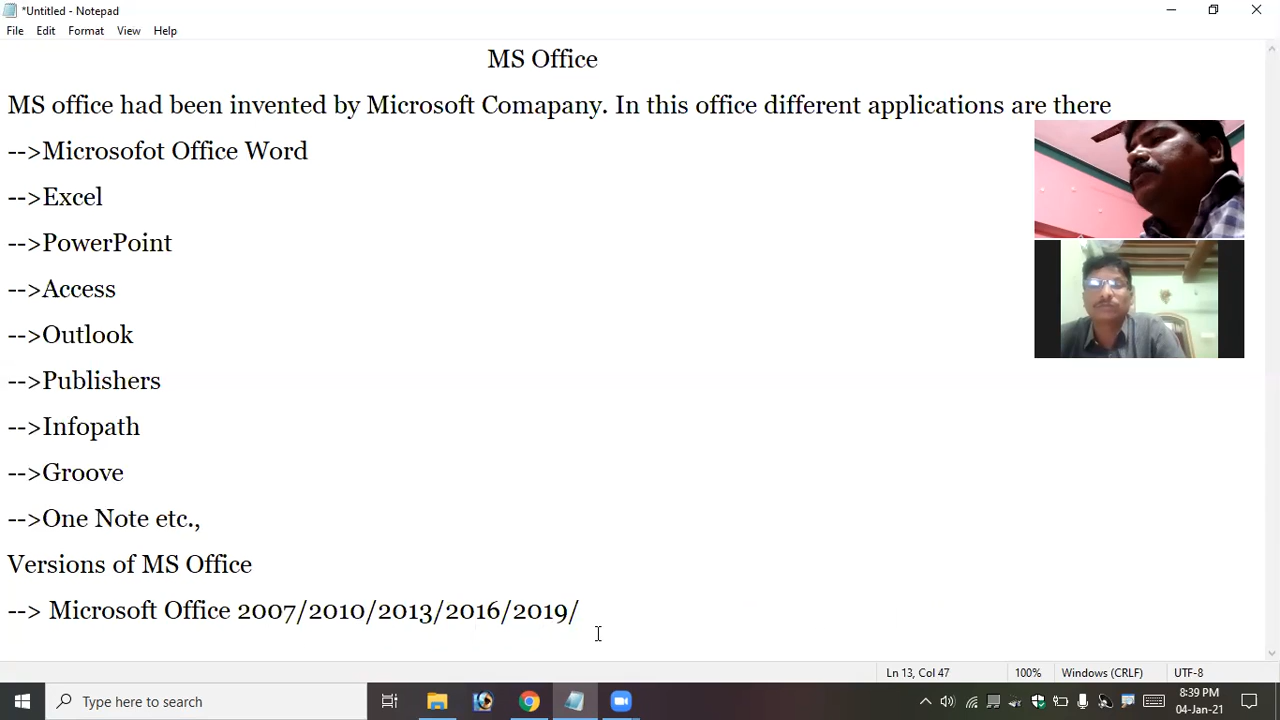 *Untitled - Notepad
File Edit Format View Help
MS Office
MS office had been invented by Microsoft Comapany. In this office different applications are there
-->Microsofot Office Word
-->Excel
-->PowerPoint
-->Access
-->Outlook
-->Publishers
-->Infopath
-->Groove
-->One Note etc.,
Versions of MS Office
--> Microsoft Office 2007/2010/2013/2016/2019/
Ln 13, Col 47 100% Windows (CRLF) UTF-8
Type here to search
8:39 PM
04-Jan-21